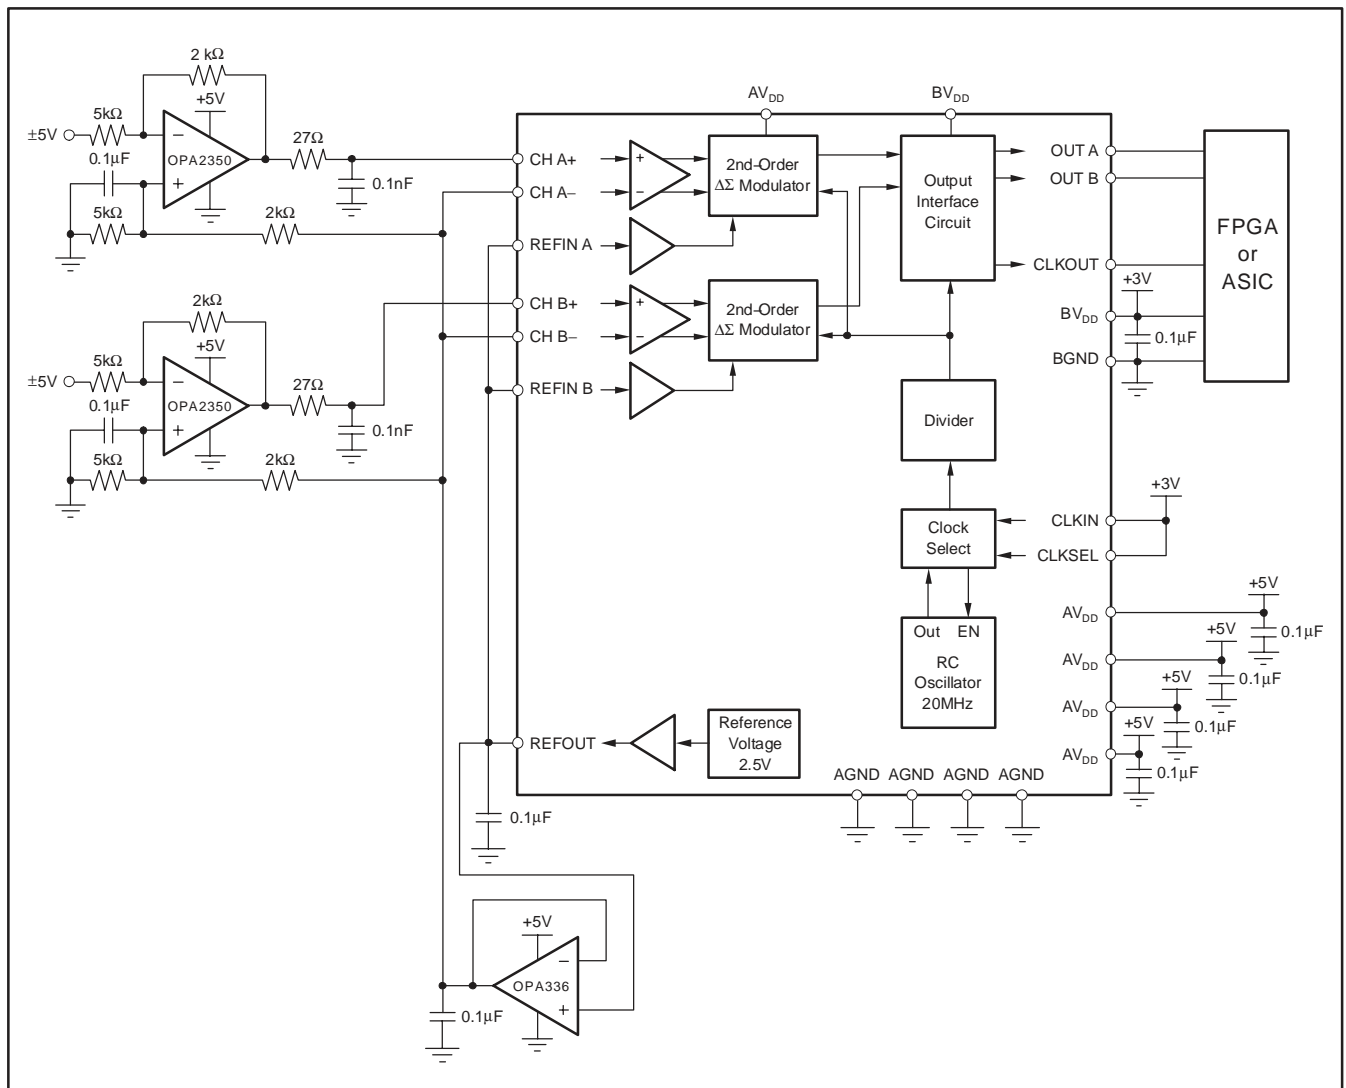 2 kΩ
+5V
5kΩ
±5V
−
OPA2350
+
0.1μF
27Ω
0.1nF
5kΩ
2kΩ
2kΩ
+5V
5kΩ
±5V
−
OPA2350
+
0.1μF
27Ω
0.1nF
5kΩ
2kΩ
AVDD
BVDD
CH A+
CH A−
+
−
2nd-Order
ΔΣ Modulator
REFIN A
CH B+
CH B−
+
−
2nd-Order
ΔΣ Modulator
REFIN B
Output
Interface
Circuit
OUT A
OUT B
CLKOUT
FPGA
or
ASIC
+3V
BVDD
0.1μF
BGND
Divider
+3V
Clock
Select
CLKIN
CLKSEL
Out EN
RC
Oscillator
20MHz
+5V
AVDD
0.1μF
+5V
AVDD
0.1μF
+5V
AVDD
0.1μF
+5V
AVDD
0.1μF
REFOUT
Reference
Voltage
2.5V
AGND AGND AGND AGND
0.1μF
+5V
−
OPA336
+
0.1μF